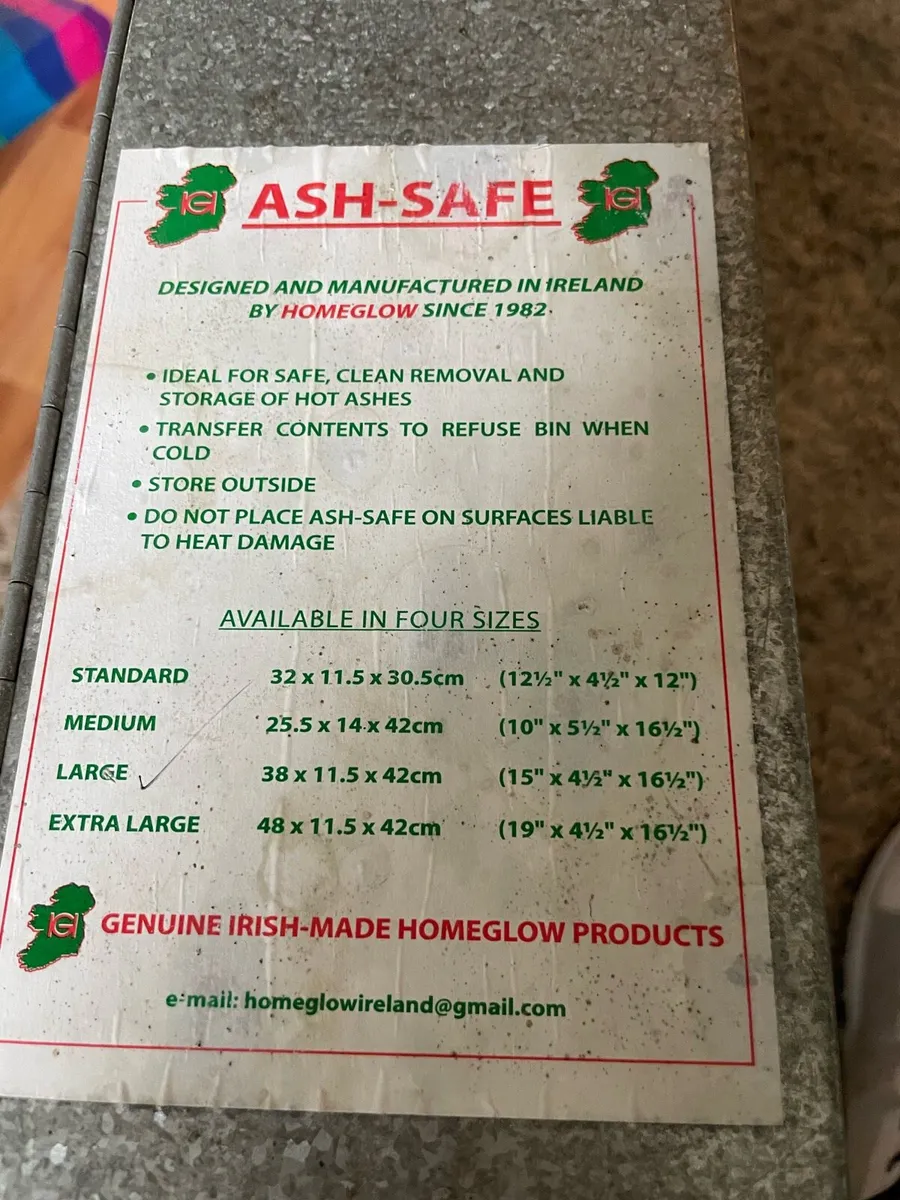 IGI ASH-SAFE IGI
DESIGNED AND MANUFACTURED IN IRELAND
BY HOMEGLOW SINCE 1982.
• IDEAL FOR SAFE, CLEAN REMOVAL AND
STORAGE OF HOT ASHES
• TRANSFER CONTENTS TO REFUSE BIN WHEN
COLD
• STORE OUTSIDE
• DO NOT PLACE ASH-SAFE ON SURFACES LIABLE
TO HEAT DAMAGE
AVAILABLE IN FOUR SIZES
STANDARD 32 x 11.5 x 30.5cm (12½" x 4½" x 12")
MEDIUM 25.5 x 14 x 42cm (10" x 5½" x 16½")
LARGE ✓ 38 x 11.5 x 42cm (15" x 4½" x 16½")
EXTRA LARGE 48 x 11.5 x 42cm (19" x 4½" x 16½")
IGI GENUINE IRISH-MADE HOMEGLOW PRODUCTS
e-mail: homeglowireland@gmail.com